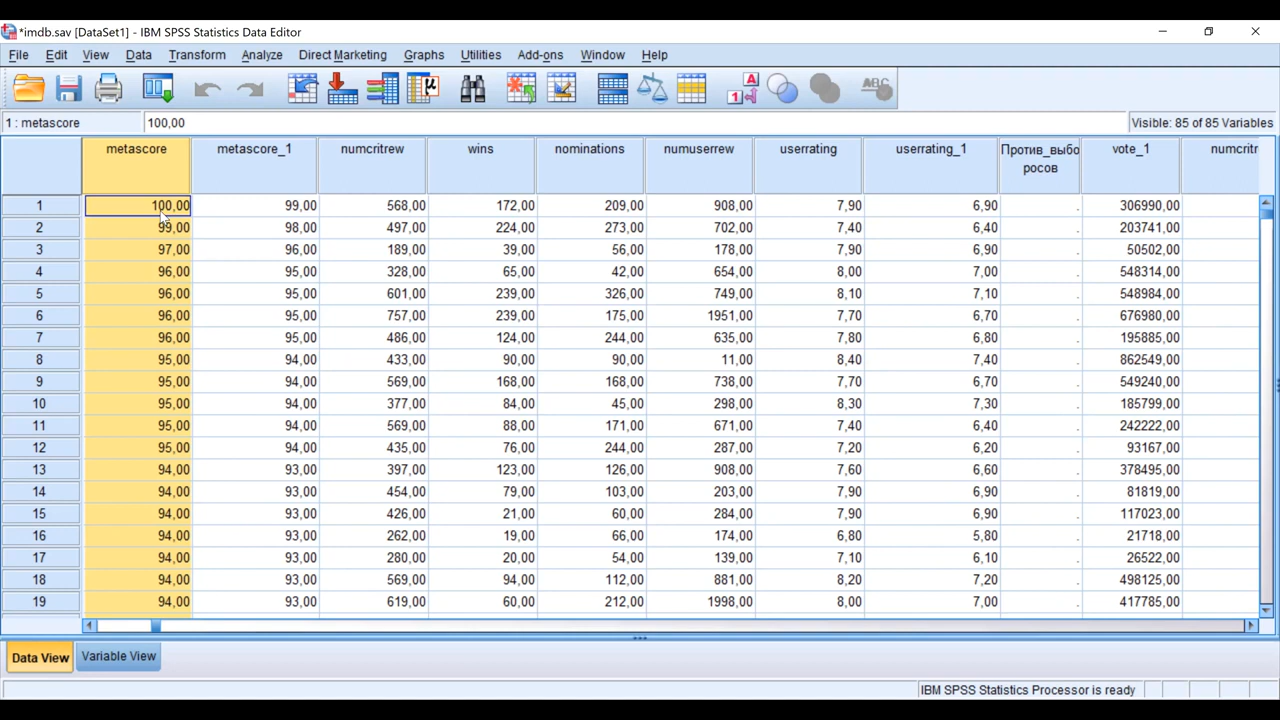 *imdb.sav [DataSet1] - IBM SPSS Statistics Data Editor
File Edit View Data Transform Analyze Direct Marketing Graphs Utilities Add-ons Window Help
1 : metascore 100,00 Visible: 85 of 85 Variables
metascore metascore_1 numcritrew wins nominations numuserrew userrating userrating_1 Против_выбо vote_1 numcritr
росов
1 100,00 99,00 568,00 172,00 209,00 908,00 7,90 6,90 . 306990,00
2 99,00 98,00 497,00 224,00 273,00 702,00 7,40 6,40 . 203741,00
3 97,00 96,00 189,00 39,00 56,00 178,00 7,90 6,90 . 50502,00
4 96,00 95,00 328,00 65,00 42,00 654,00 8,00 7,00 . 548314,00
5 96,00 95,00 601,00 239,00 326,00 749,00 8,10 7,10 . 548984,00
6 96,00 95,00 757,00 239,00 175,00 1951,00 7,70 6,70 . 676980,00
7 96,00 95,00 486,00 124,00 244,00 635,00 7,80 6,80 . 195885,00
8 95,00 94,00 433,00 90,00 90,00 11,00 8,40 7,40 . 862549,00
9 95,00 94,00 569,00 168,00 168,00 738,00 7,70 6,70 . 549240,00
10 95,00 94,00 377,00 84,00 45,00 298,00 8,30 7,30 . 185799,00
11 95,00 94,00 569,00 88,00 171,00 671,00 7,40 6,40 . 242222,00
12 95,00 94,00 435,00 76,00 244,00 287,00 7,20 6,20 . 93167,00
13 94,00 93,00 397,00 123,00 126,00 908,00 7,60 6,60 . 378495,00
14 94,00 93,00 454,00 79,00 103,00 203,00 7,90 6,90 . 81819,00
15 94,00 93,00 426,00 21,00 60,00 284,00 7,90 6,90 . 117023,00
16 94,00 93,00 262,00 19,00 66,00 174,00 6,80 5,80 . 21718,00
17 94,00 93,00 280,00 20,00 54,00 139,00 7,10 6,10 . 26522,00
18 94,00 93,00 569,00 94,00 112,00 881,00 8,20 7,20 . 498125,00
19 94,00 93,00 619,00 60,00 212,00 1998,00 8,00 7,00 . 417785,00
Data View Variable View
IBM SPSS Statistics Processor is ready